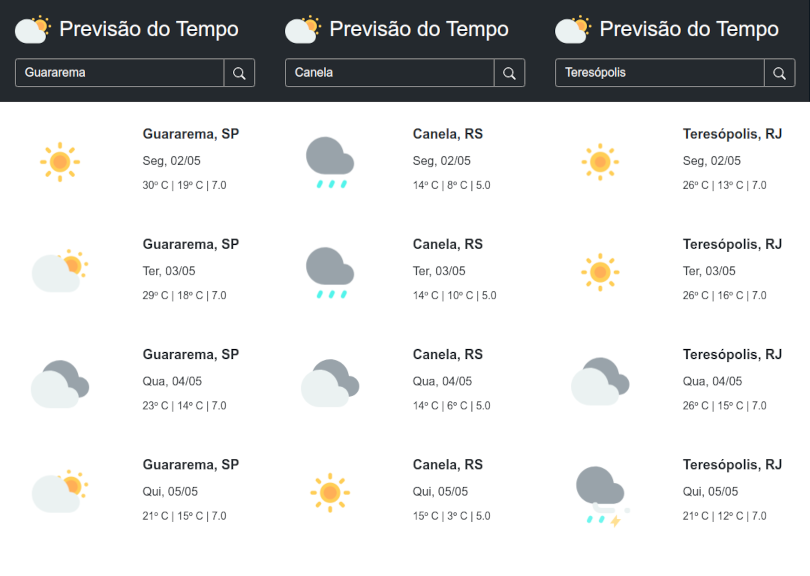 Previsão do Tempo
Guararema
Guararema, SP
Seg, 02/05
30º C | 19º C | 7.0
Guararema, SP
Ter, 03/05
29º C | 18º C | 7.0
Guararema, SP
Qua, 04/05
23º C | 14º C | 7.0
Guararema, SP
Qui, 05/05
21º C | 15º C | 7.0
Previsão do Tempo
Canela
Canela, RS
Seg, 02/05
14º C | 8º C | 5.0
Canela, RS
Ter, 03/05
14º C | 10º C | 5.0
Canela, RS
Qua, 04/05
14º C | 6º C | 5.0
Canela, RS
Qui, 05/05
15º C | 3º C | 5.0
Previsão do Tempo
Teresópolis
Teresópolis, RJ
Seg, 02/05
26º C | 13º C | 7.0
Teresópolis, RJ
Ter, 03/05
26º C | 16º C | 7.0
Teresópolis, RJ
Qua, 04/05
26º C | 15º C | 7.0
Teresópolis, RJ
Qui, 05/05
21º C | 12º C | 7.0